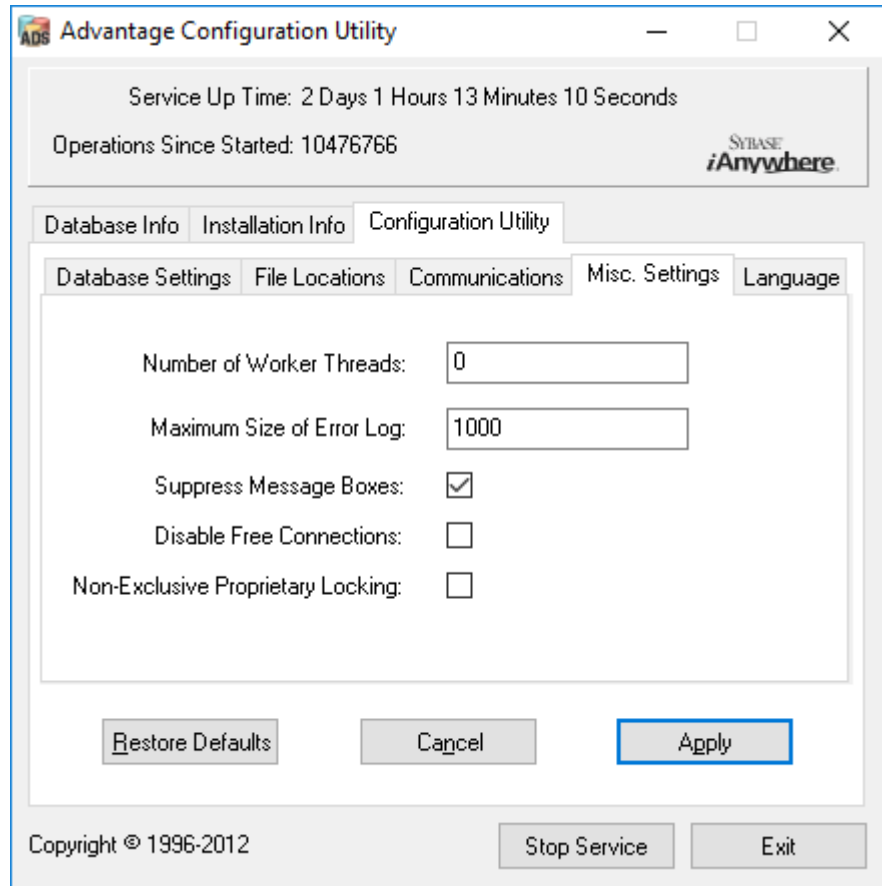 ADS Advantage Configuration Utility
Service Up Time: 2 Days 1 Hours 13 Minutes 10 Seconds
Operations Since Started: 10476766
SYBASE
iAnywhere.
Database Info Installation Info Configuration Utility
Database Settings File Locations Communications Misc. Settings Language
Number of Worker Threads: 0
Maximum Size of Error Log: 1000
Suppress Message Boxes:
Disable Free Connections:
Non-Exclusive Proprietary Locking:
Restore Defaults Cancel Apply
Copyright © 1996-2012 Stop Service Exit